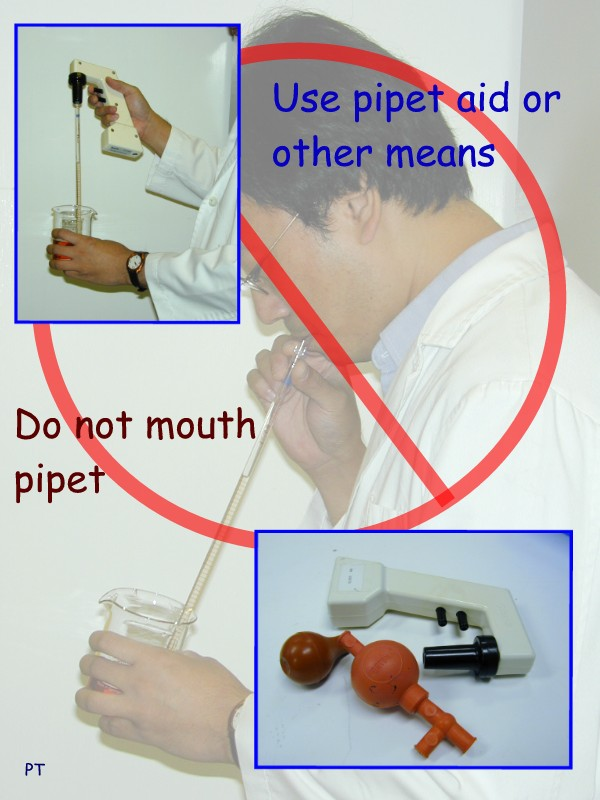 Use pipet aid or
other means
Do not mouth
pipet
PT